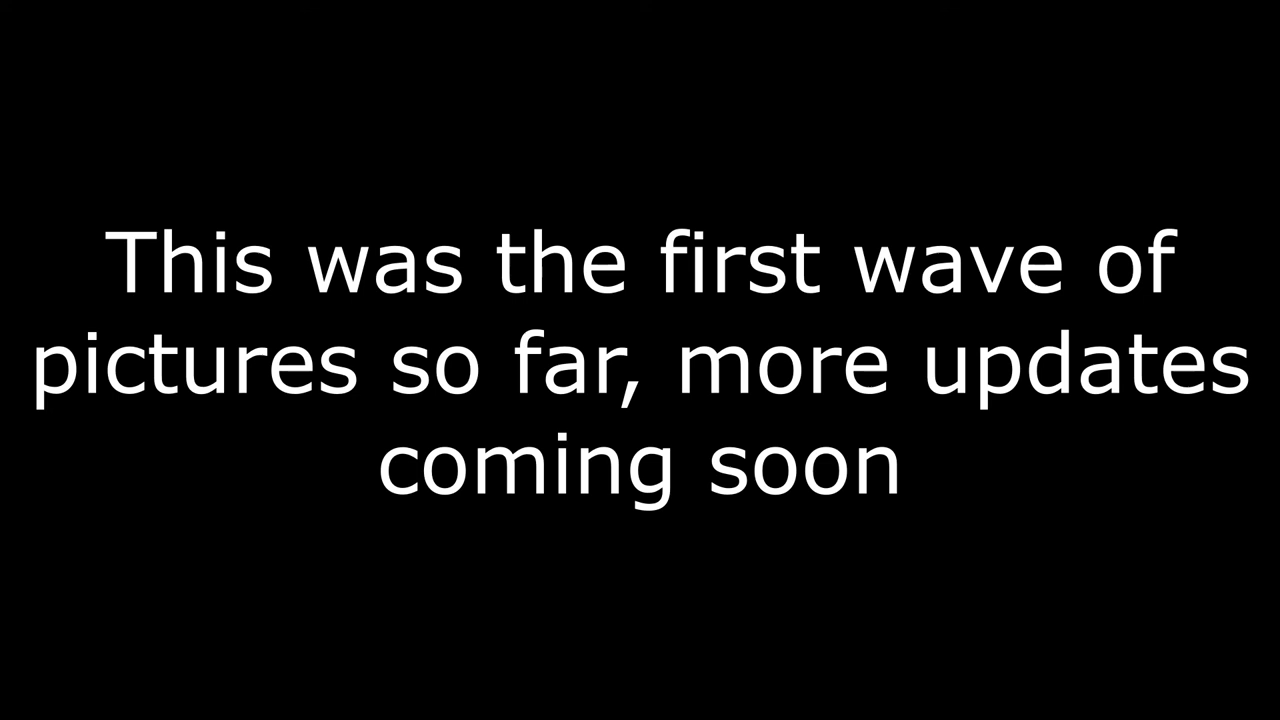 This was the first wave of
pictures so far, more updates
coming soon